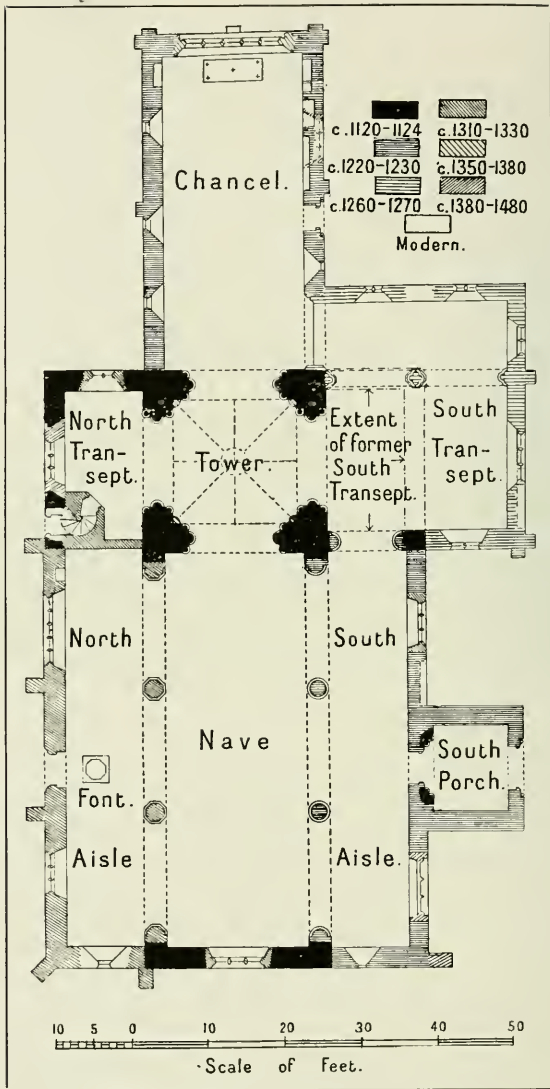 Chancel.
c.1120-1124 c.1310-1330
c.1220-1230 c.1350-1380
c.1260-1270 c.1380-1480
Modern.
North
Tran-
sept.
Tower.
Extent
of former
South
Transept.
South
Tran-
sept.
North
Aisle
Font.
Nave
South
Aisle.
South
Porch.
10 5 0 10 20 30 40 50
Scale of Feet.